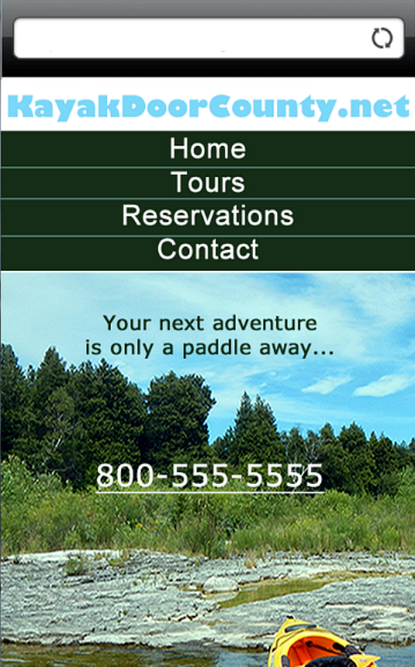 KayakDoorCounty.net
Home
Tours
Reservations
Contact
Your next adventure
is only a paddle away...
800-555-5555